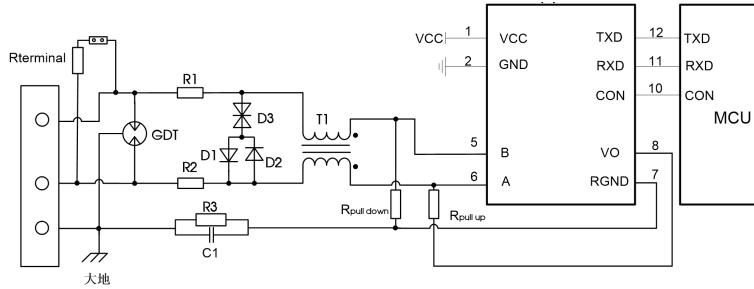 Rterminal
R1
D3
GDT
D1
D2
R2
T1
R3
C1
大地
Rpull down
Rpull up
VCC
1
VCC
2
GND
5
B
6
A
TXD
12
TXD
RXD
11
RXD
CON
10
CON
MCU
VO
8
RGND
7